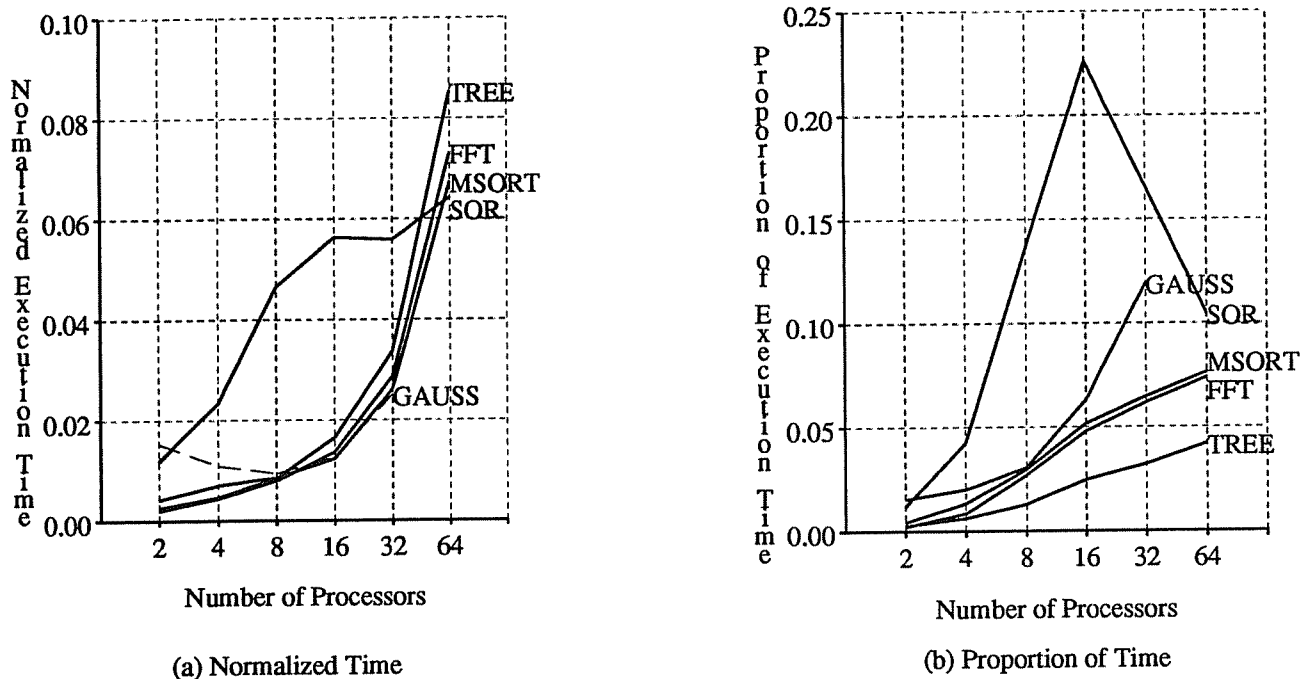 Normalized Execution Time
0.10
0.08
0.06
0.04
0.02
0.00
TREE
FFT
MSORT
SOR
GAUSS
2 4 8 16 32 64
Number of Processors
(a) Normalized Time
Proportion of Execution Time
0.25
0.20
0.15
0.10
0.05
0.00
GAUSS
SOR
MSORT
FFT
TREE
2 4 8 16 32 64
Number of Processors
(b) Proportion of Time